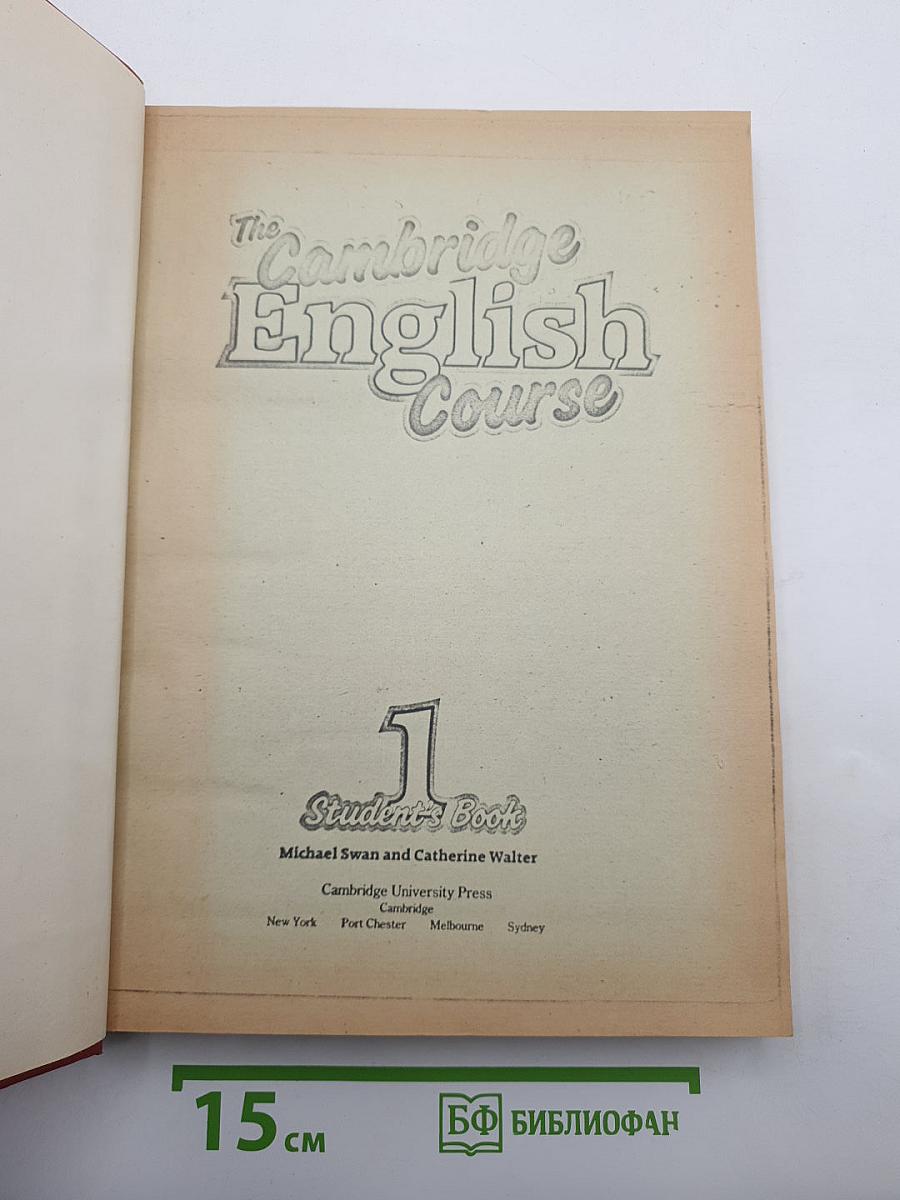 The
Cambridge
English
Course
1
Student's Book
Michael Swan and Catherine Walter
Cambridge University Press
Cambridge
New York Port Chester Melbourne Sydney
15 см
БФ БИБЛИОФАН